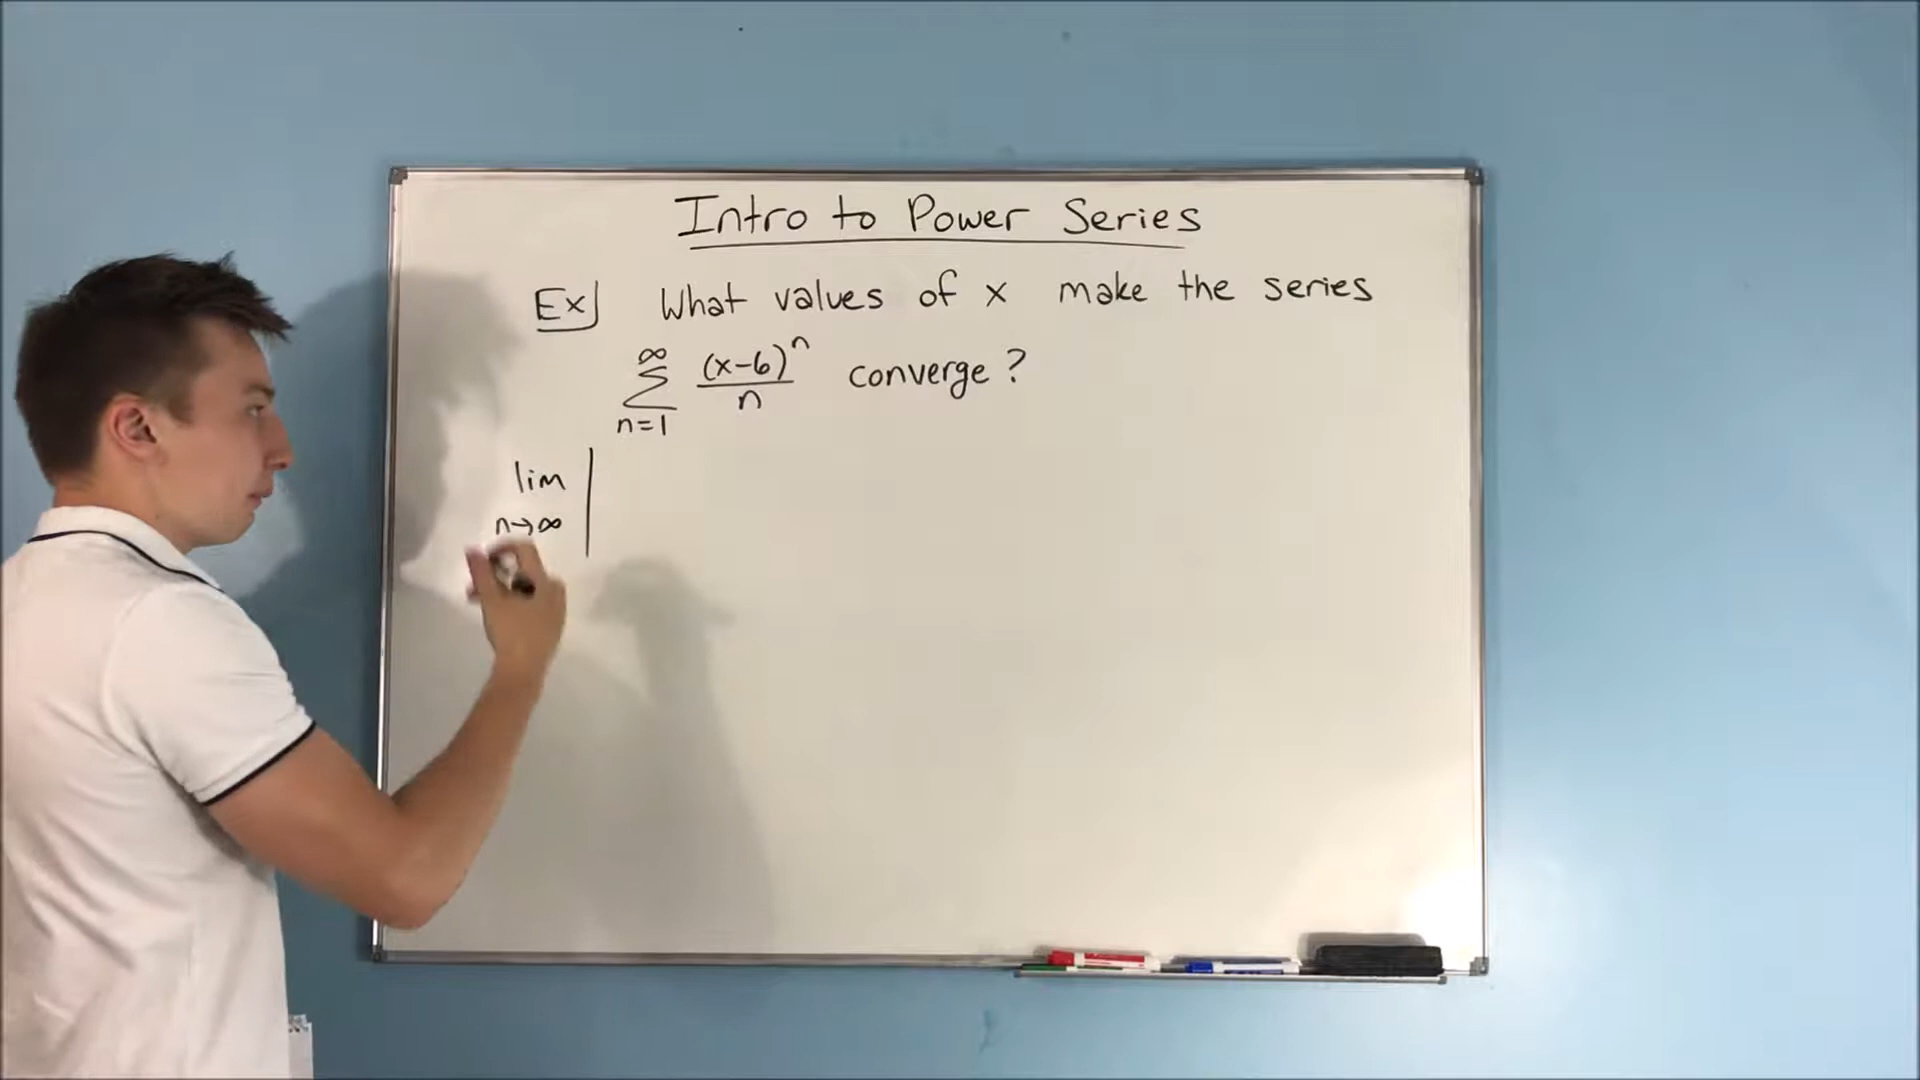 Intro to Power Series
Ex] What values of x make the series
∞
∑ (x-6)^n / n converge?
n=1
lim |
n→∞